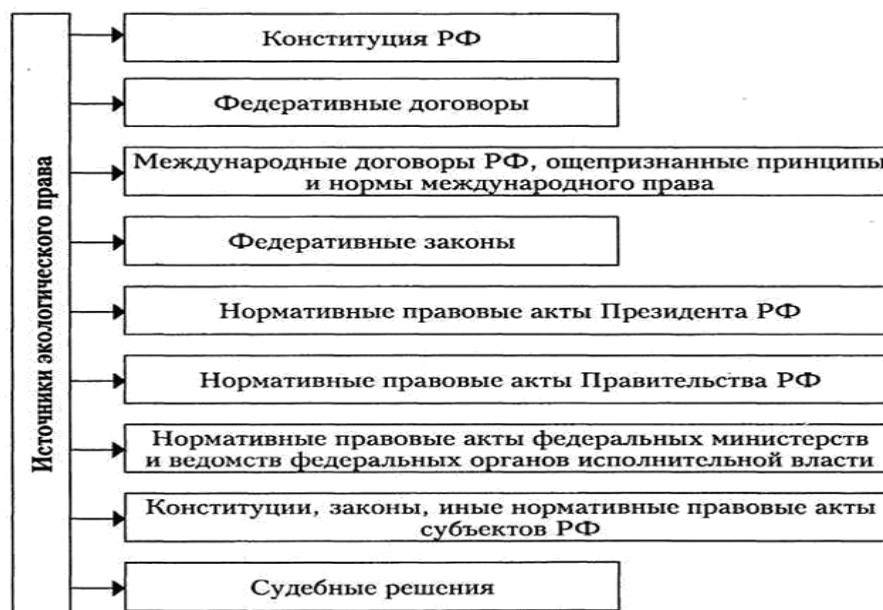 Источники экологического права
Конституция РФ
Федеративные договоры
Международные договоры РФ, ощепризнанные принципы
и нормы международного права
Федеративные законы
Нормативные правовые акты Президента РФ
Нормативные правовые акты Правительства РФ
Нормативные правовые акты федеральных министерств
и ведомств федеральных органов исполнительной власти
Конституции, законы, иные нормативные правовые акты
субъектов РФ
Судебные решения